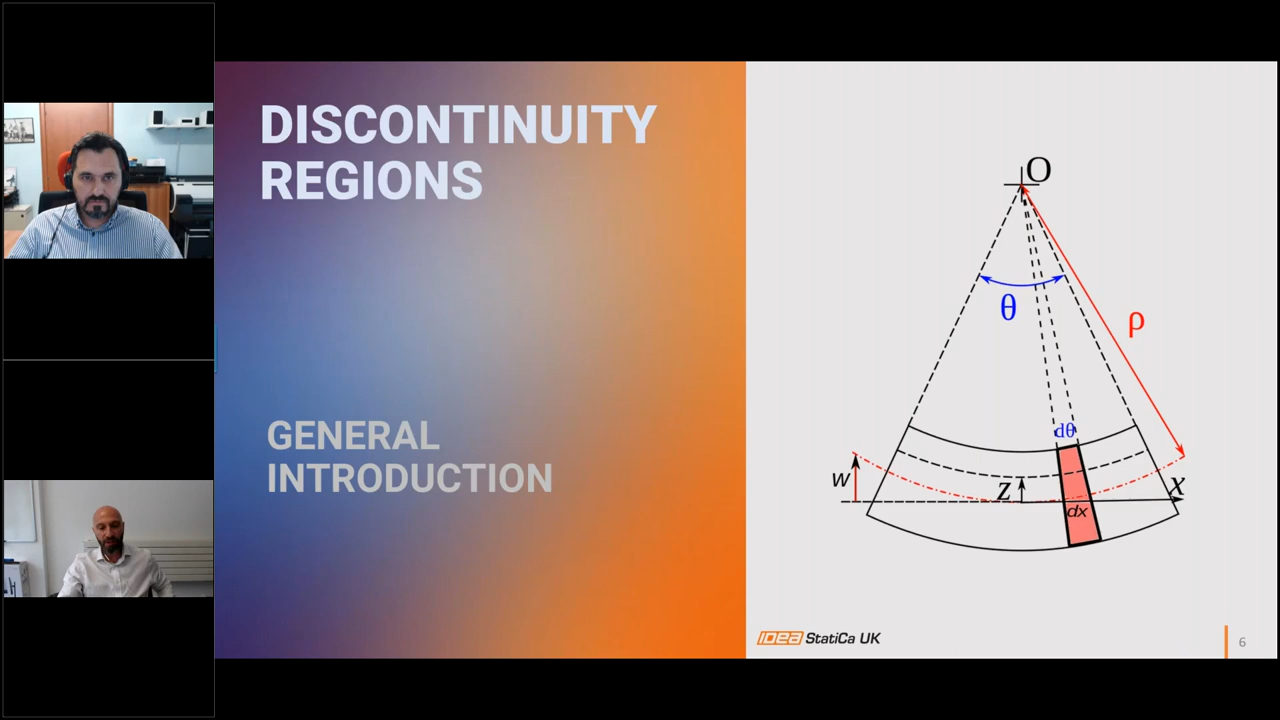 DISCONTINUITY
REGIONS
GENERAL
INTRODUCTION
O
θ
ρ
dθ
w
z
x
dx
IDEA StatiCa UK
6